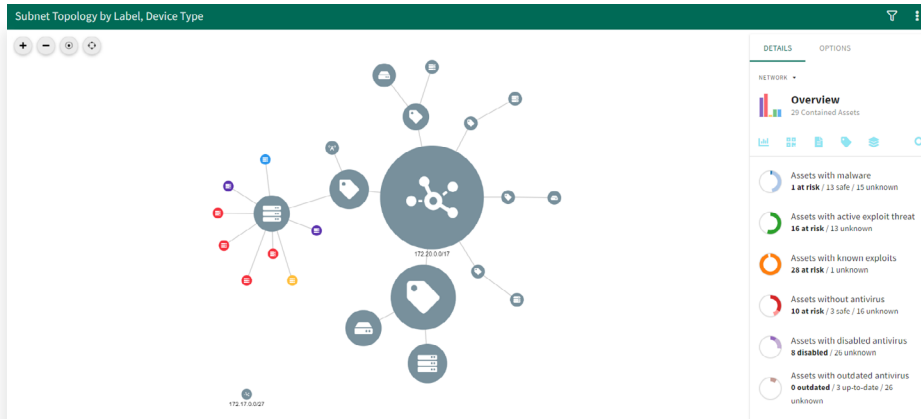 Subnet Topology by Label, Device Type
DETAILS
OPTIONS
NETWORK
Overview
29 Contained Assets
Assets with malware
1 at risk / 13 safe / 15 unknown
Assets with active exploit threat
16 at risk / 13 unknown
Assets with known exploits
28 at risk / 1 unknown
Assets without antivirus
10 at risk / 3 safe / 16 unknown
Assets with disabled antivirus
8 disabled / 26 unknown
Assets with outdated antivirus
0 outdated / 3 up-to-date / 26
unknown
172.20.0.0/17
172.17.0.0/27